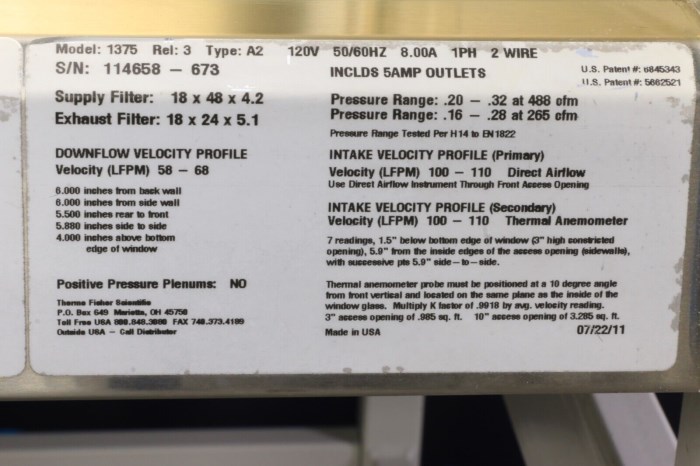 Model: 1375 Rel: 3 Type: A2 120V 50/60HZ 8.00A 1PH 2 WIRE
S/N: 114658 – 673
INCLDS 5AMP OUTLETS
U.S. Patent #: 6845343
U.S. Patent #: 5882521
Supply Filter: 18 x 48 x 4.2
Exhaust Filter: 18 x 24 x 5.1
Pressure Range: .20 – .32 at 488 cfm
Pressure Range: .16 – .28 at 265 cfm
Pressure Range Tested Per H14 to EN1822
DOWNFLOW VELOCITY PROFILE
Velocity (LFPM) 58 – 68
6.000 inches from back wall
6.000 inches from side wall
5.500 inches rear to front
5.880 inches side to side
4.000 inches above bottom
edge of window
INTAKE VELOCITY PROFILE (Primary)
Velocity (LFPM) 100 – 110 Direct Airflow
Use Direct Airflow Instrument Through Front Access Opening
INTAKE VELOCITY PROFILE (Secondary)
Velocity (LFPM) 100 – 110 Thermal Anemometer
7 readings, 1.5" below bottom edge of window (3" high constricted
opening), 5.9" from the inside edges of the access opening (sidewalls),
with successive pts 5.9" side–to–side.
Positive Pressure Plenums: NO
Thermo Fisher Scientific
P.O. Box 649 Marietta, OH 45750
Toll Free USA 800.848.3080 FAX 740.373.4189
Outside USA – Call Distributor
Thermal anemometer probe must be positioned at a 10 degree angle
from front vertical and located on the same plane as the inside of the
window glass. Multiply K factor of .9918 by avg. velocity reading.
3" access opening of .985 sq. ft. 10" access opening of 3.285 sq. ft.
Made in USA 07/22/11